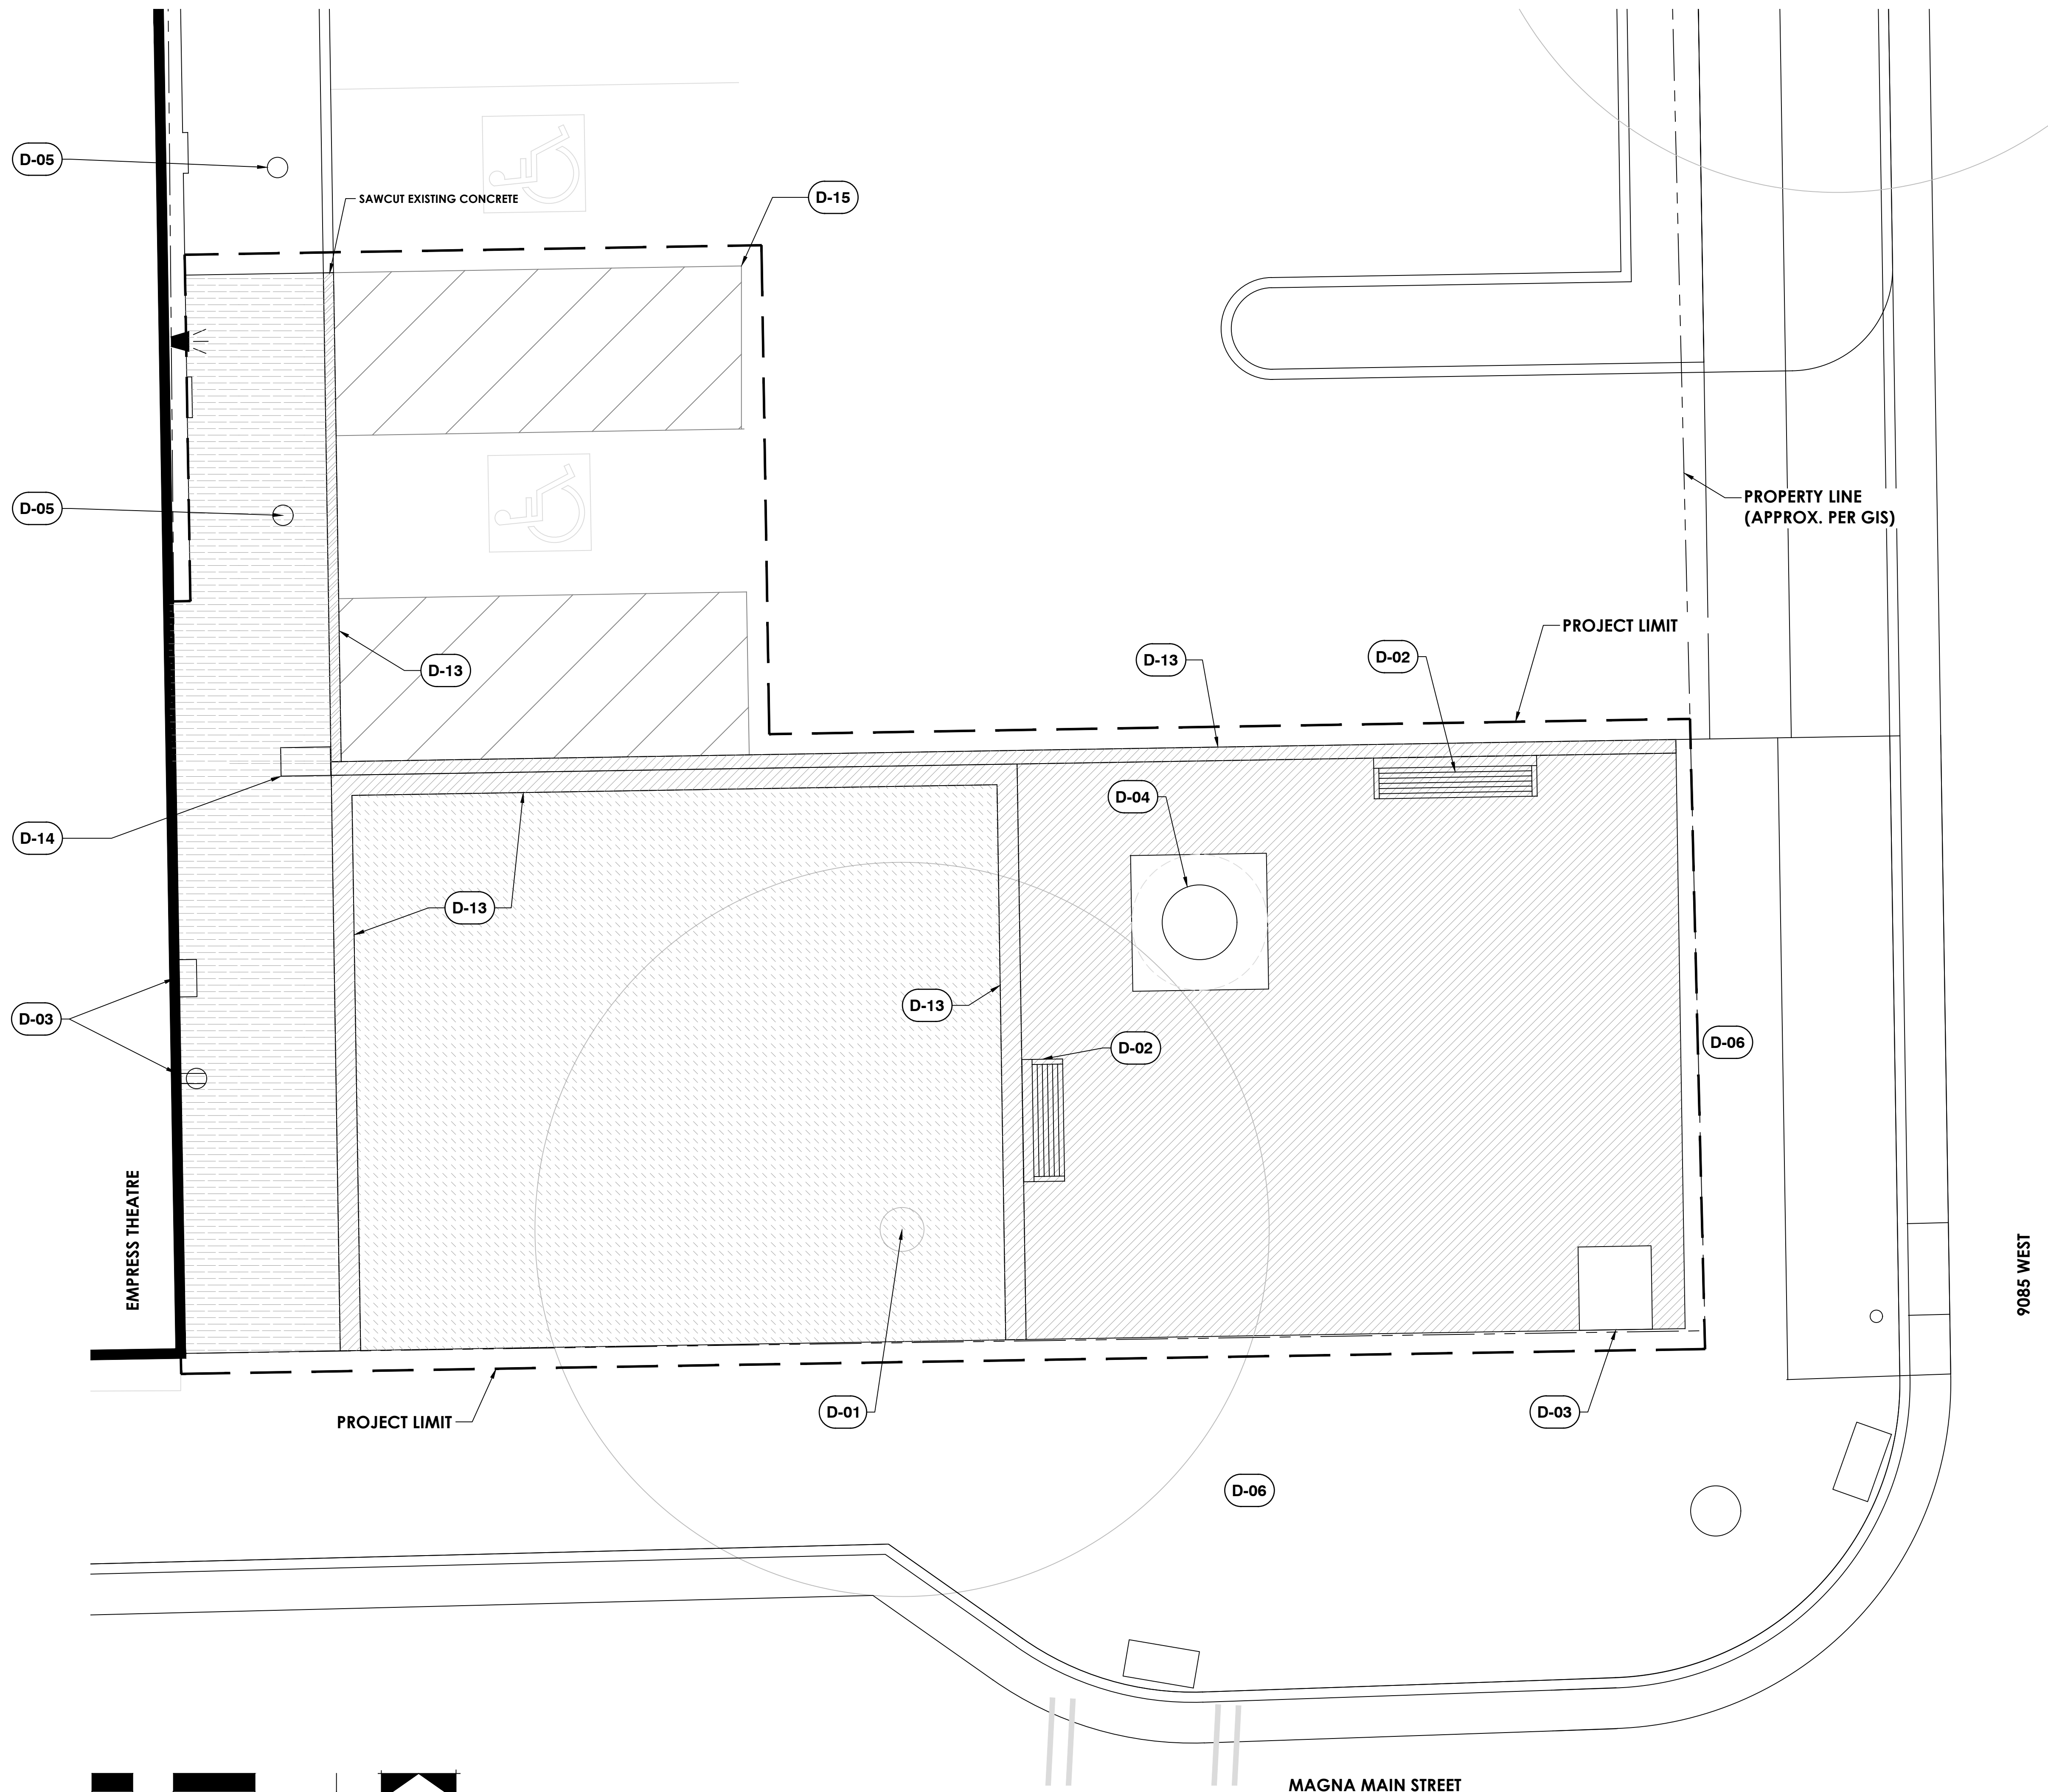 D-05
D-15
SAWCUT EXISTING CONCRETE
D-05
PROPERTY LINE
(APPROX. PER GIS)
PROJECT LIMIT
D-13
D-13
D-02
D-04
D-14
D-13
D-13
D-03
D-02
D-06
EMPRESS THEATRE
9085 WEST
PROJECT LIMIT
D-01
D-03
D-06
MAGNA MAIN STREET